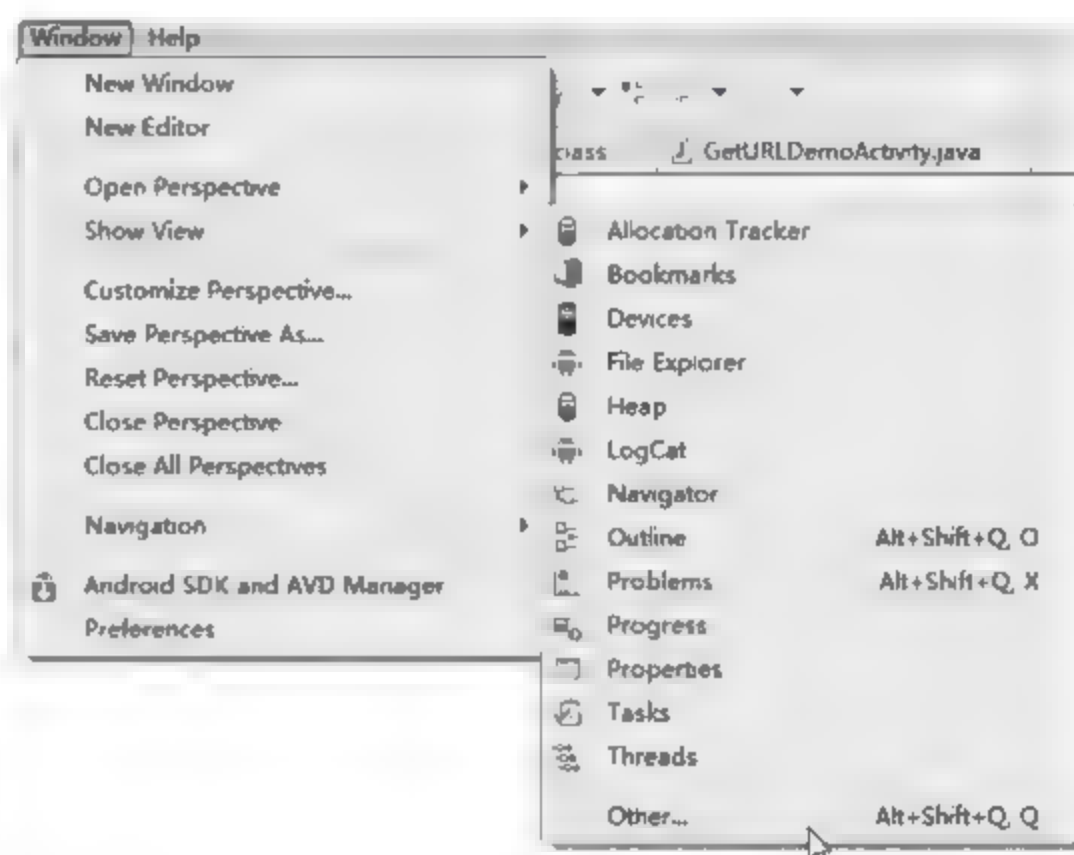 Window Help
New Window
New Editor
Open Perspective
Show View
Customize Perspective...
Save Perspective As...
Reset Perspective...
Close Perspective
Close All Perspectives
Navigation
Android SDK and AVD Manager
Preferences
class GetURLDemoActivity.java
Allocation Tracker
Bookmarks
Devices
File Explorer
Heap
LogCat
Navigator
Outline Alt+Shift+Q, O
Problems Alt+Shift+Q, X
Progress
Properties
Tasks
Threads
Other... Alt+Shift+Q, Q